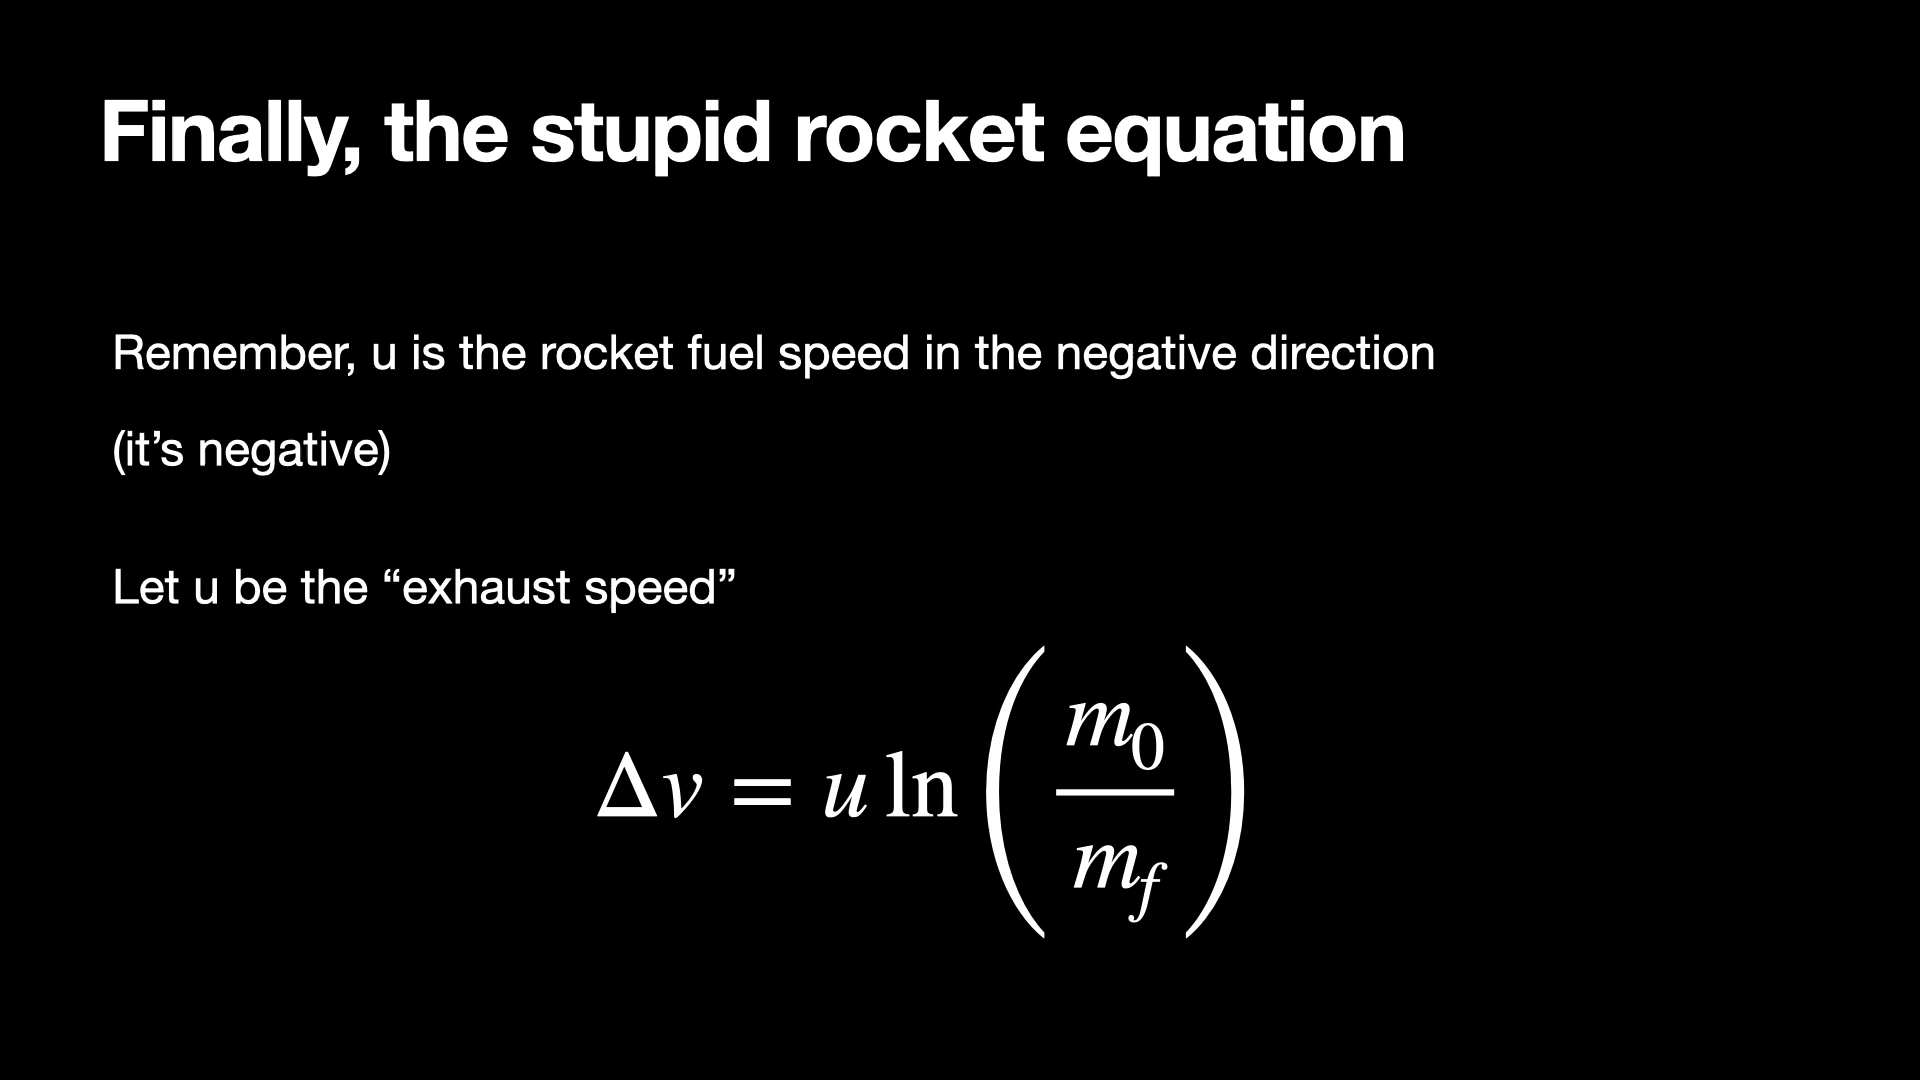 Finally, the stupid rocket equation
Remember, u is the rocket fuel speed in the negative direction
(it’s negative)
Let u be the “exhaust speed”
Δv = u ln(m₀/m_f)